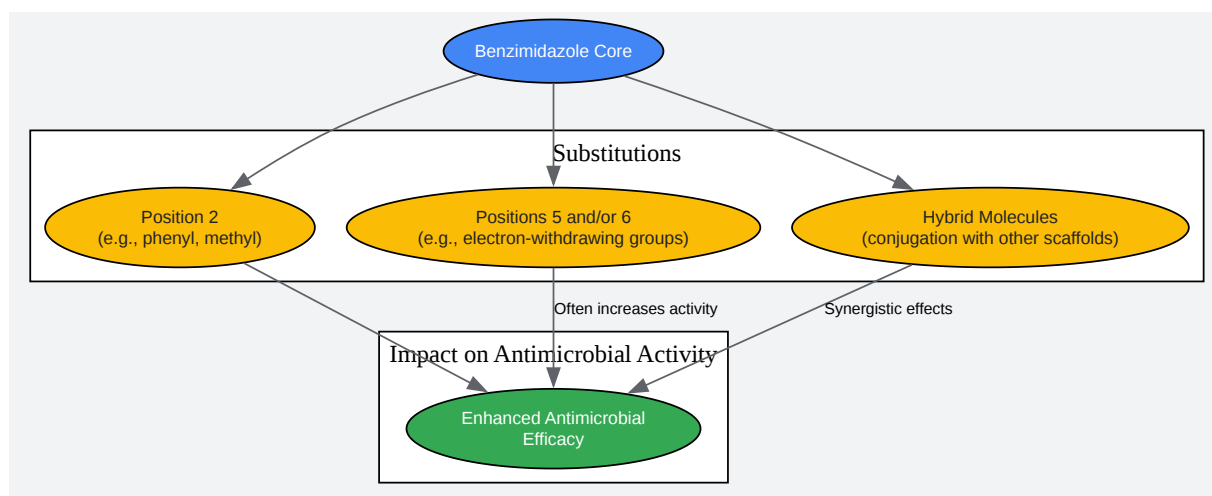 Benzimidazole Core
Substitutions
Position 2
(e.g., phenyl, methyl)
Positions 5 and/or 6
(e.g., electron-withdrawing groups)
Hybrid Molecules
(conjugation with other scaffolds)
Often increases activity
Synergistic effects
Impact on Antimicrobial Activity
Enhanced Antimicrobial
Efficacy